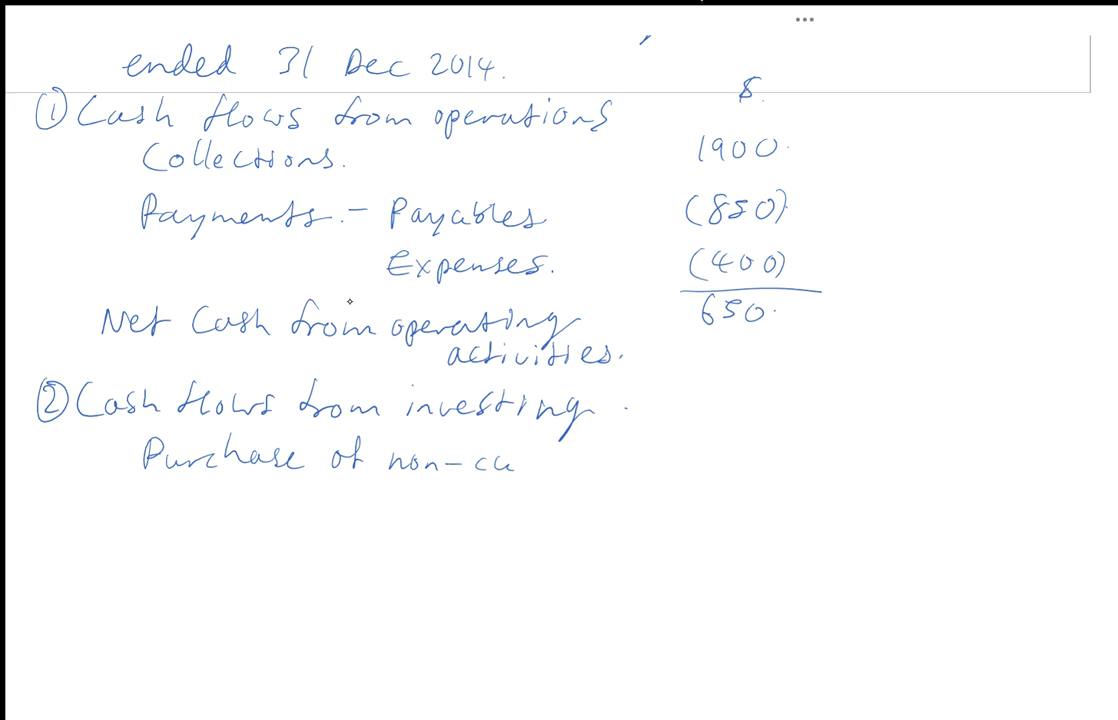 ended 31 Dec 2014.
$
① Cash flows from operations
Collections. 1900.
Payments:- Payables (850)
Expenses. (400)
Net Cash from operating 650.
activities.
② Cash flows from investing
Purchase of non-cu